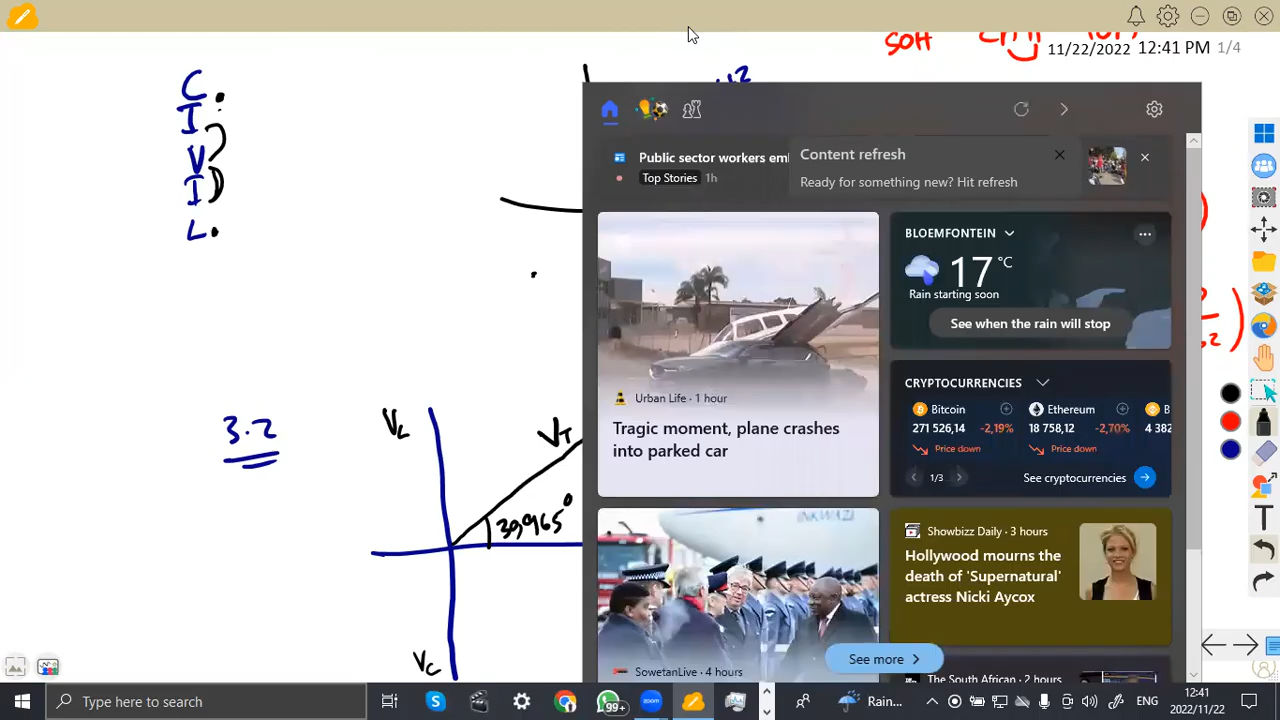 SOH
11/22/2022 12:41 PM 1/4
C
I
V
I
L
Public sector workers emb
Top Stories 1h
Content refresh
Ready for something new? Hit refresh
BLOEMFONTEIN
17 °C
Rain starting soon
See when the rain will stop
Urban Life · 1 hour
Tragic moment, plane crashes
into parked car
CRYPTOCURRENCIES
Bitcoin
271 526,14 -2,19%
Price down
Ethereum
18 758,12 -2,70%
Price down
B
4 382
1/3
See cryptocurrencies
3.2
VL
VT
39,965°
VC
NKWAZI
SowetanLive · 4 hours
Showbizz Daily · 3 hours
Hollywood mourns the
death of 'Supernatural'
actress Nicki Aycox
See more
The South African · 2 hours
Type here to search
99+
Rain...
ENG
12:41
2022/11/22